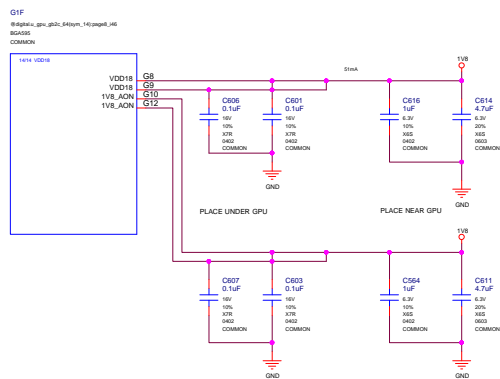 G1F
@digital.u_gpu_gb2c_64(sym_14):page8_i46
BGA595
COMMON
14/14 VDD18
VDD18 G8
VDD18 G9
1V8_AON G10
1V8_AON G12
51mA
1V8
C606
0.1uF
16V
10%
X7R
0402
COMMON
C601
0.1uF
16V
10%
X7R
0402
COMMON
C616
1uF
6.3V
10%
X6S
0402
COMMON
C614
4.7uF
6.3V
20%
X6S
0603
COMMON
GND
GND
PLACE UNDER GPU
PLACE NEAR GPU
1V8
C607
0.1uF
16V
10%
X7R
0402
COMMON
C603
0.1uF
16V
10%
X7R
0402
COMMON
C564
1uF
6.3V
10%
X6S
0402
COMMON
C611
4.7uF
6.3V
20%
X6S
0603
COMMON
GND
GND